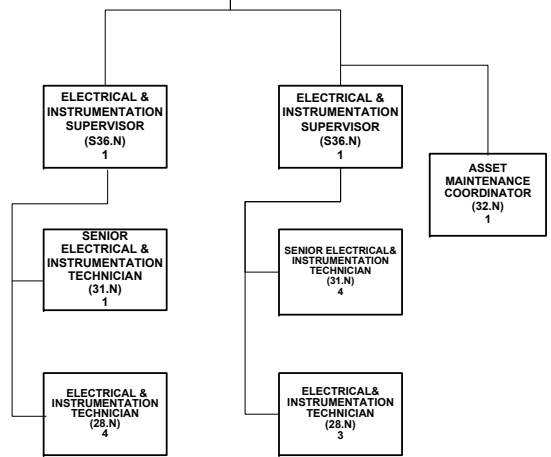 ELECTRICAL &
INSTRUMENTATION
SUPERVISOR
(S36.N)
1
ELECTRICAL &
INSTRUMENTATION
SUPERVISOR
(S36.N)
1
ASSET
MAINTENANCE
COORDINATOR
(32.N)
1
SENIOR
ELECTRICAL &
INSTRUMENTATION
TECHNICIAN
(31.N)
1
SENIOR ELECTRICAL&
INSTRUMENTATION
TECHNICIAN
(31.N)
4
ELECTRICAL &
INSTRUMENTATION
TECHNICIAN
(28.N)
4
ELECTRICAL&
INSTRUMENTATION
TECHNICIAN
(28.N)
3